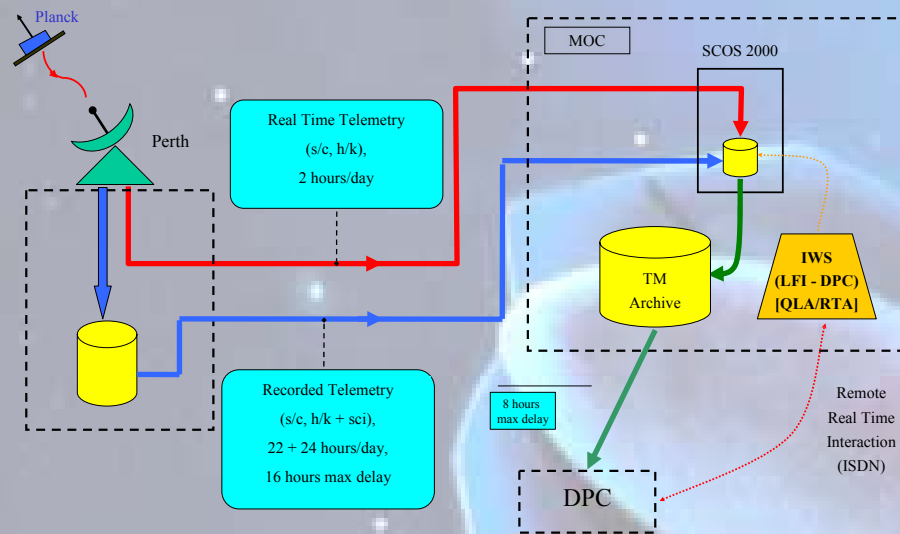 Planck
MOC
SCOS 2000
Real Time Telemetry
(s/c, h/k),
2 hours/day
Perth
TM
Archive
IWS
(LFI - DPC)
[QLA/RTA]
Recorded Telemetry
(s/c, h/k + sci),
22 + 24 hours/day,
16 hours max delay
8 hours
max delay
Remote
Real Time
Interaction
(ISDN)
DPC